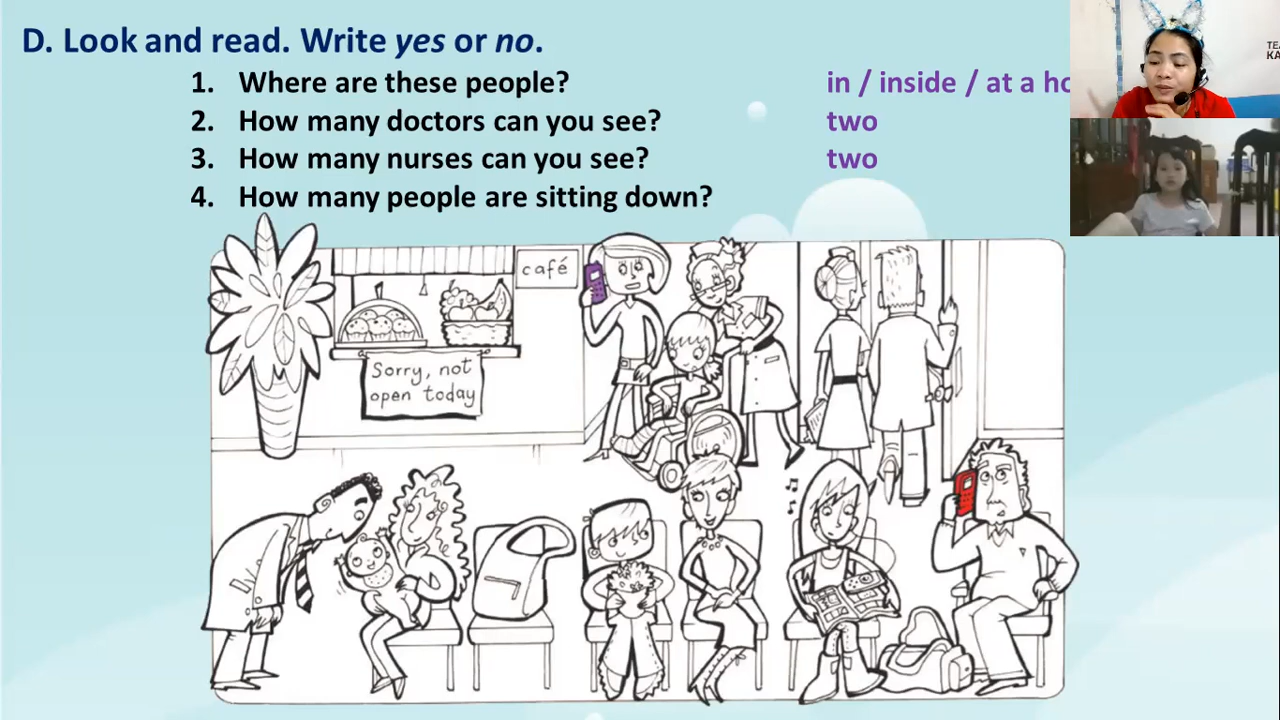 D. Look and read. Write yes or no.
1. Where are these people? in / inside / at a
2. How many doctors can you see? two
3. How many nurses can you see? two
4. How many people are sitting down?
café
Sorry, not
open today